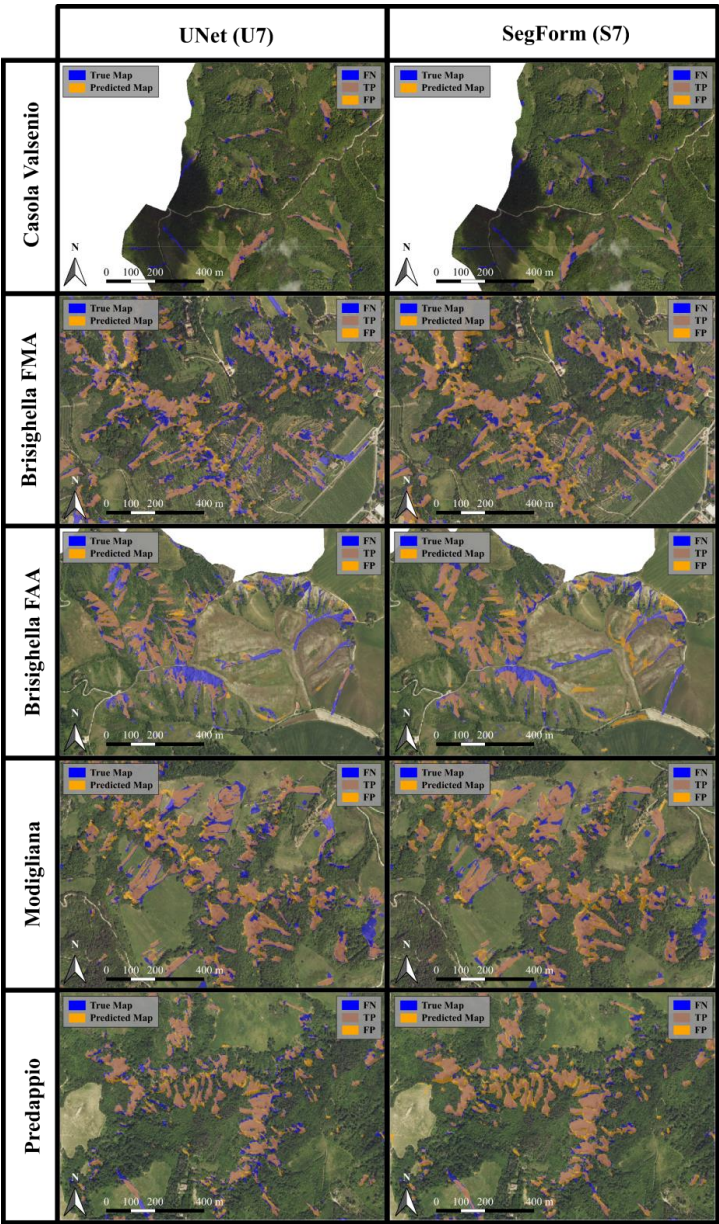 UNet (U7)
SegForm (S7)
Casola Valsenio
True Map
Predicted Map
FN
TP
FP
N
0 100 200 400 m
True Map
Predicted Map
FN
TP
FP
N
0 100 200 400 m
Brisighella FMA
True Map
Predicted Map
FN
TP
FP
N
0 100 200 400 m
True Map
Predicted Map
FN
TP
FP
N
0 100 200 400 m
Brisighella FAA
True Map
Predicted Map
FN
TP
FP
N
0 100 200 400 m
True Map
Predicted Map
FN
TP
FP
N
0 100 200 400 m
Modigliana
True Map
Predicted Map
FN
TP
FP
N
0 100 200 400 m
True Map
Predicted Map
FN
TP
FP
N
0 100 200 400 m
Predappio
True Map
Predicted Map
FN
TP
FP
N
0 100 200 400 m
True Map
Predicted Map
FN
TP
FP
N
0 100 200 400 m